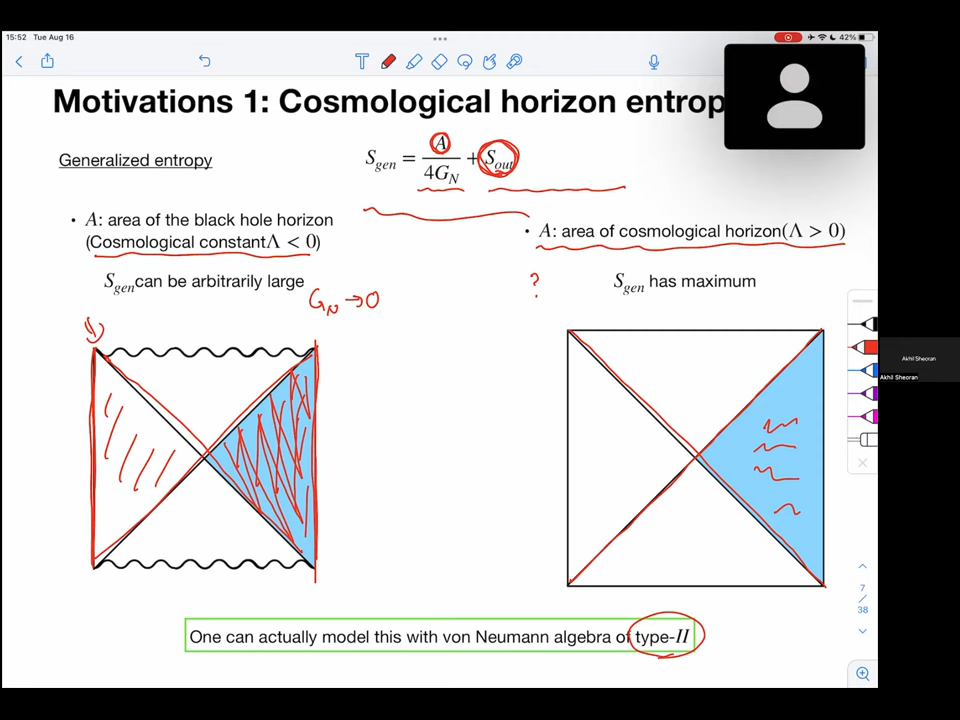 15:52 Tue Aug 16
42%
Motivations 1: Cosmological horizon entrop
Generalized entropy
S_gen = A/4G_N + S_out
• A: area of the black hole horizon
(Cosmological constantΛ < 0)
S_gen can be arbitrarily large
G_N → 0
• A: area of cosmological horizon(Λ > 0)
?
S_gen has maximum
Akhil Sheoran
Akhil Sheoran
7
/
38
One can actually model this with von Neumann algebra of type-II